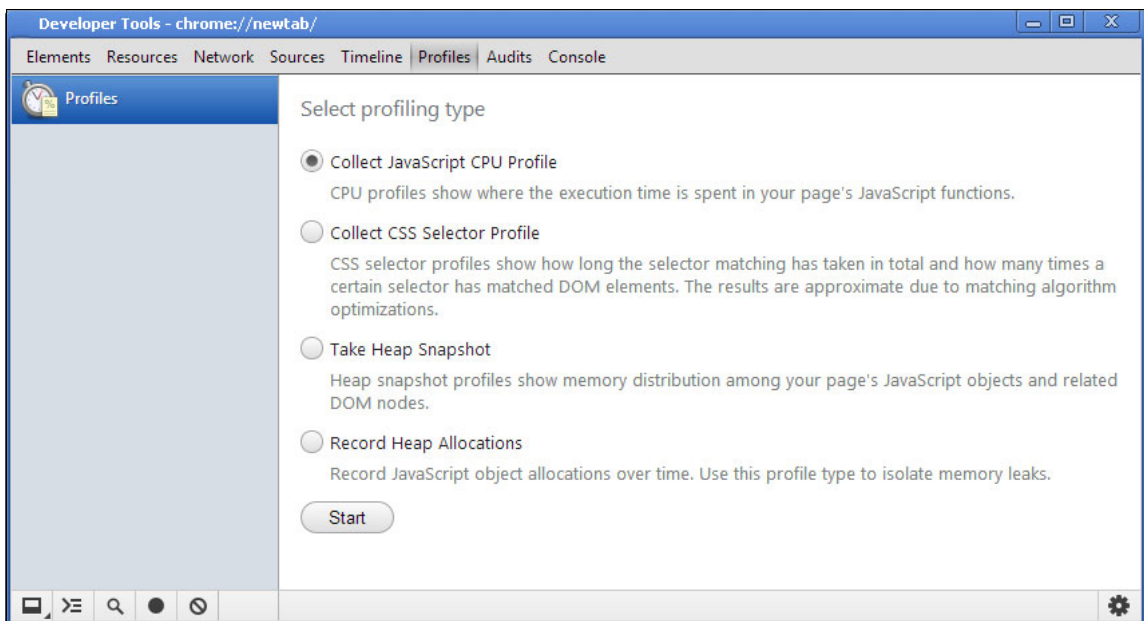 Developer Tools - chrome://newtab/
Elements Resources Network Sources Timeline Profiles Audits Console
Profiles
Select profiling type
Collect JavaScript CPU Profile
CPU profiles show where the execution time is spent in your page's JavaScript functions.
Collect CSS Selector Profile
CSS selector profiles show how long the selector matching has taken in total and how many times a
certain selector has matched DOM elements. The results are approximate due to matching algorithm
optimizations.
Take Heap Snapshot
Heap snapshot profiles show memory distribution among your page's JavaScript objects and related
DOM nodes.
Record Heap Allocations
Record JavaScript object allocations over time. Use this profile type to isolate memory leaks.
Start